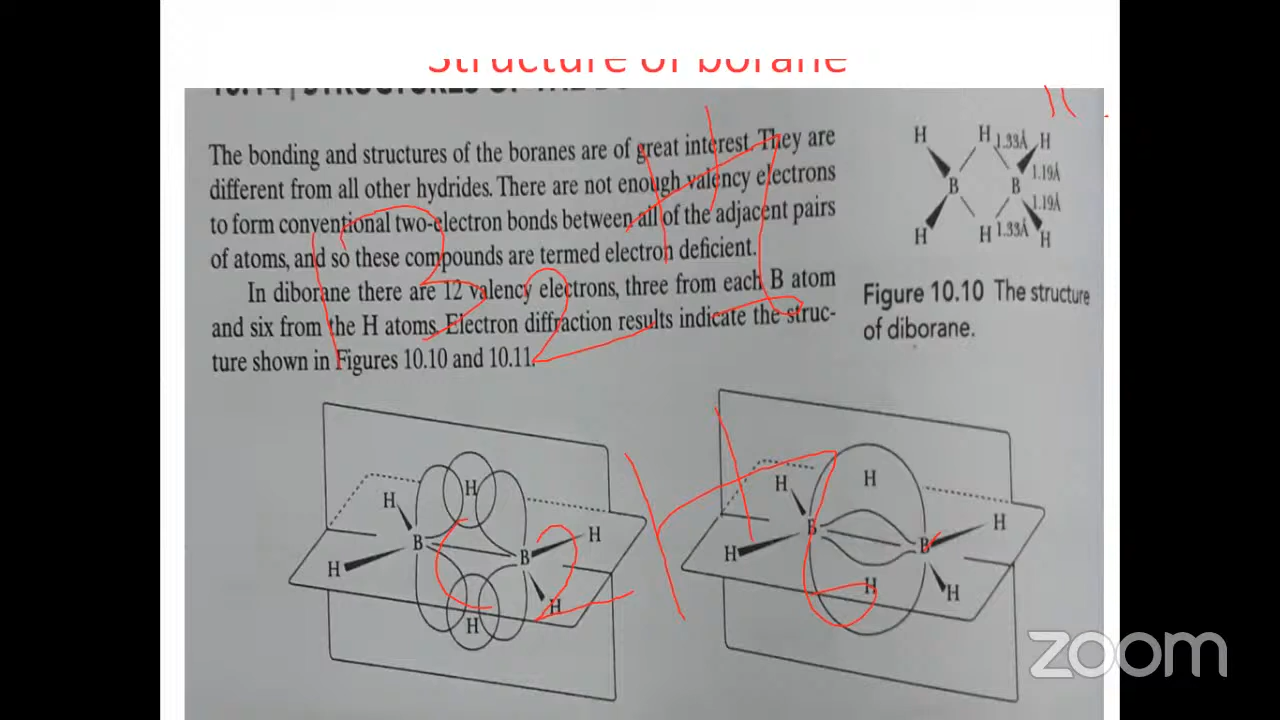 Structure of borane
The bonding and structures of the boranes are of great interest. They are
different from all other hydrides. There are not enough valency electrons
to form conventional two-electron bonds between all of the adjacent pairs
of atoms, and so these compounds are termed electron deficient.
In diborane there are 12 valency electrons, three from each B atom
and six from the H atoms. Electron diffraction results indicate the struc-
ture shown in Figures 10.10 and 10.11.
H H 1.33Å H
1.19Å
B B
1.19Å
H H 1.33Å H
Figure 10.10 The structure
of diborane.
B2H6
C2H6
H H
H B B H
H H
H H
H B B H
H H
zoom